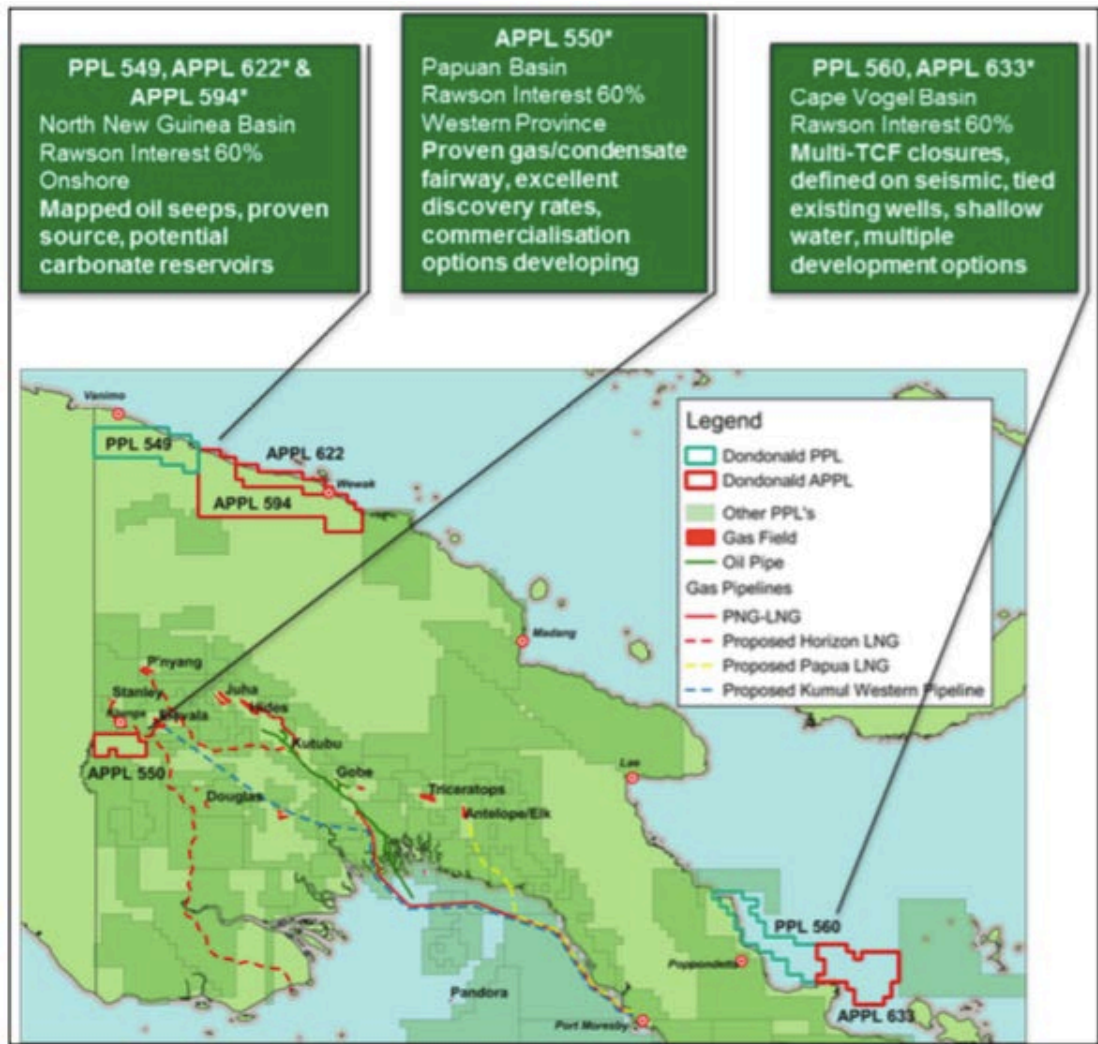 PPL 549, APPL 622* &
APPL 594*
North New Guinea Basin
Rawson Interest 60%
Onshore
Mapped oil seeps, proven
source, potential
carbonate reservoirs
APPL 550*
Papuan Basin
Rawson Interest 60%
Western Province
Proven gas/condensate
fairway, excellent
discovery rates,
commercialisation
options developing
PPL 560, APPL 633*
Cape Vogel Basin
Rawson Interest 60%
Multi-TCF closures,
defined on seismic, tied
existing wells, shallow
water, multiple
development options
Vanimo
PPL 549
APPL 622
Wewak
APPL 594
Legend
Dondonald PPL
Dondonald APPL
Other PPL's
Gas Field
Oil Pipe
Gas Pipelines
PNG-LNG
Proposed Horizon LNG
Proposed Papua LNG
Proposed Kumul Western Pipeline
Madang
P'nyang
Stanley
Juha
Hides
Kutubu
APPL 550
Gobe
Douglas
Triceratops
Antelope/Elk
Lae
PPL 560
Poppondetta
APPL 633
Pandora
Port Moresby